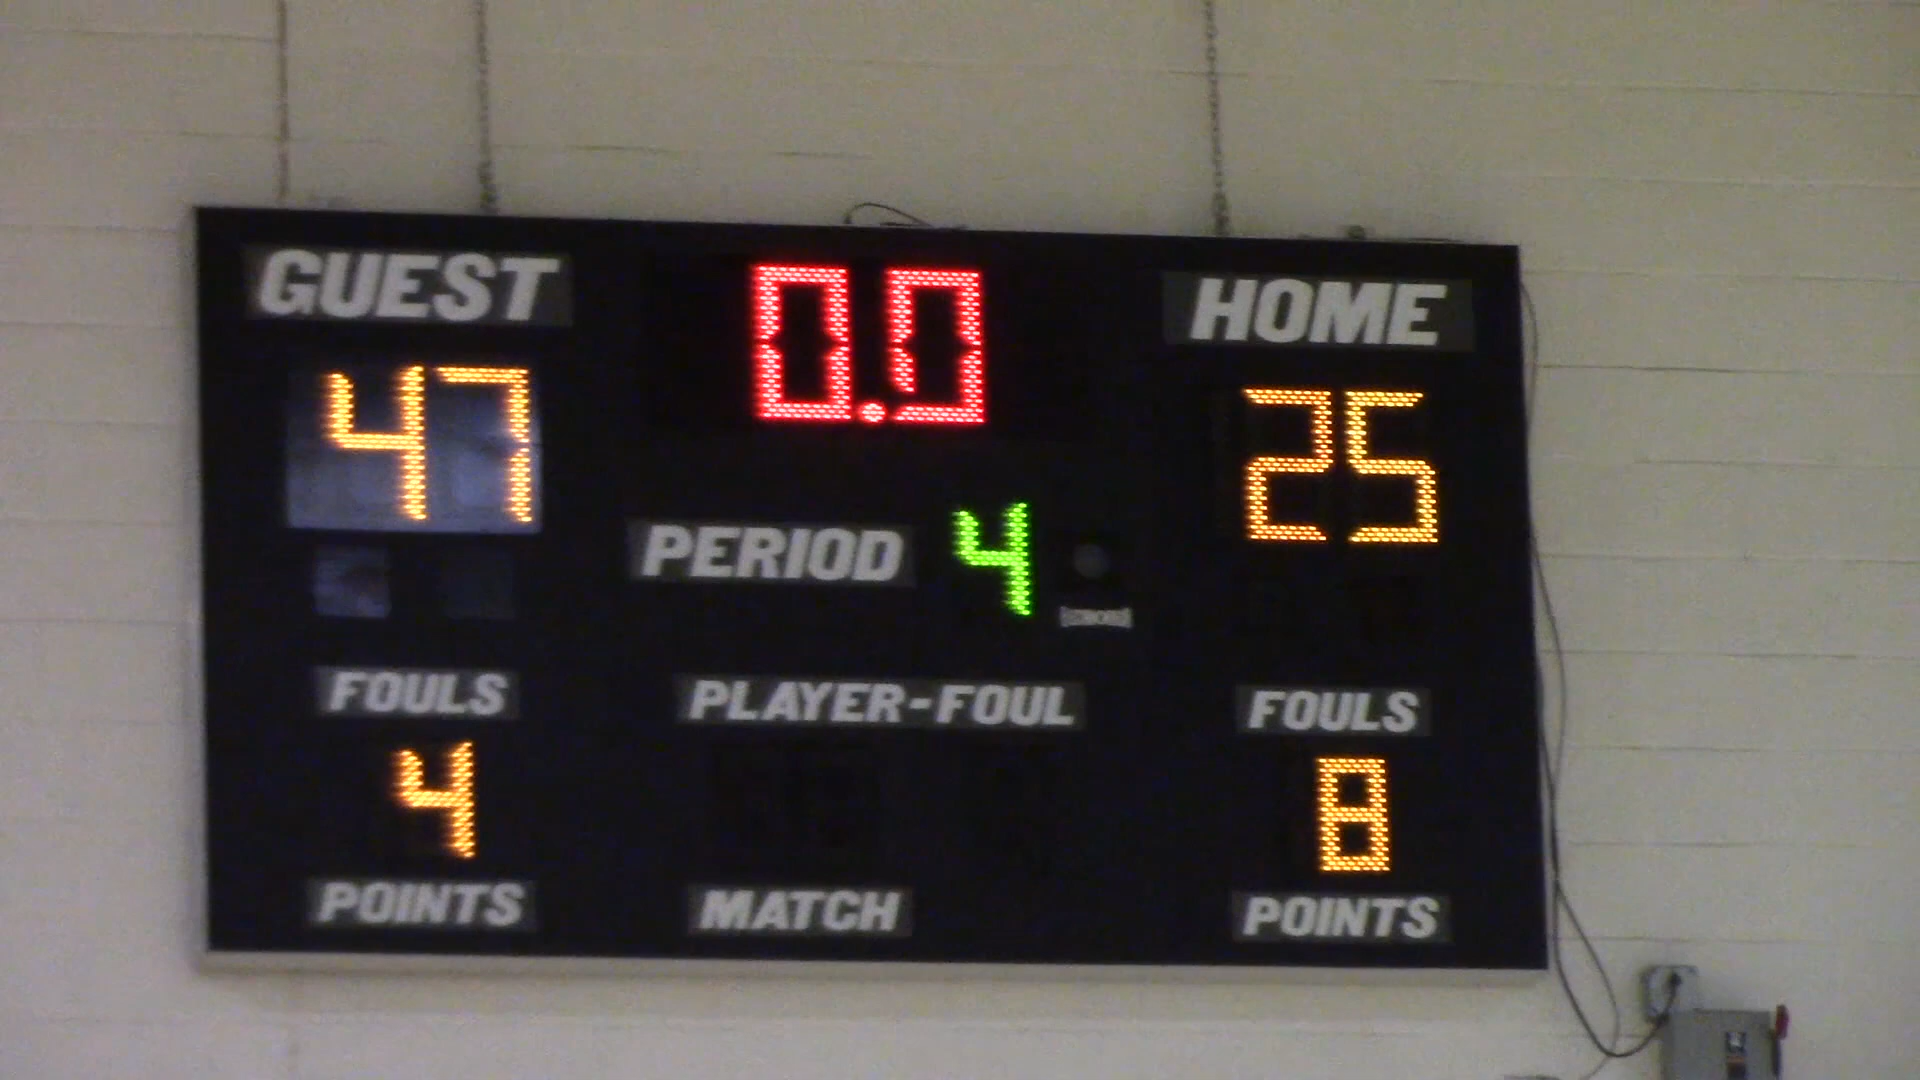 GUEST 0.0 HOME
47 25
PERIOD 4
FOULS PLAYER-FOUL FOULS
4 8
POINTS MATCH POINTS